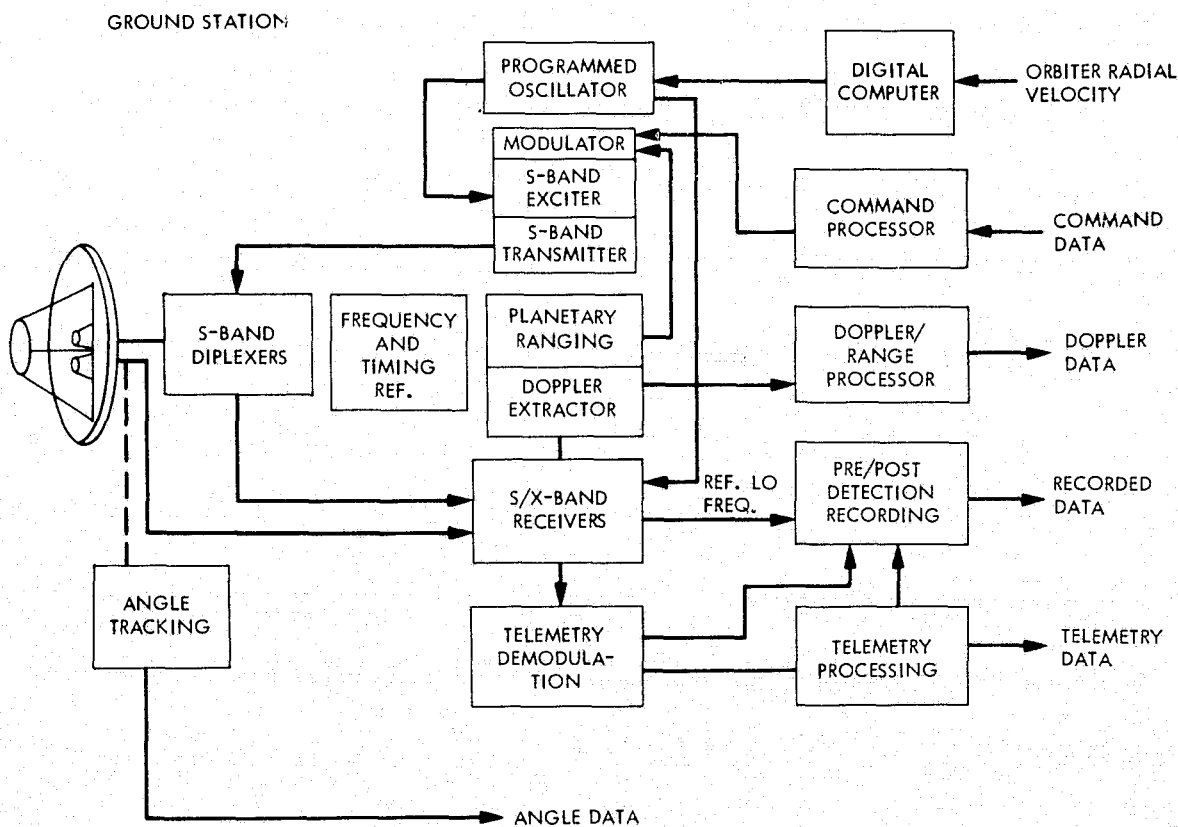 GROUND STATION
PROGRAMMED
OSCILLATOR
DIGITAL
COMPUTER
ORBITER RADIAL
VELOCITY
MODULATOR
S-BAND
EXCITER
S-BAND
TRANSMITTER
COMMAND
PROCESSOR
COMMAND
DATA
S-BAND
DIPLEXERS
FREQUENCY
AND
TIMING
REF.
PLANETARY
RANGING
DOPPLER
EXTRACTOR
DOPPLER/
RANGE
PROCESSOR
DOPPLER
DATA
S/X-BAND
RECEIVERS
REF. LO
FREQ.
PRE/POST
DETECTION
RECORDING
RECORDED
DATA
ANGLE
TRACKING
TELEMETRY
DEMODULA-
TION
TELEMETRY
PROCESSING
TELEMETRY
DATA
ANGLE DATA